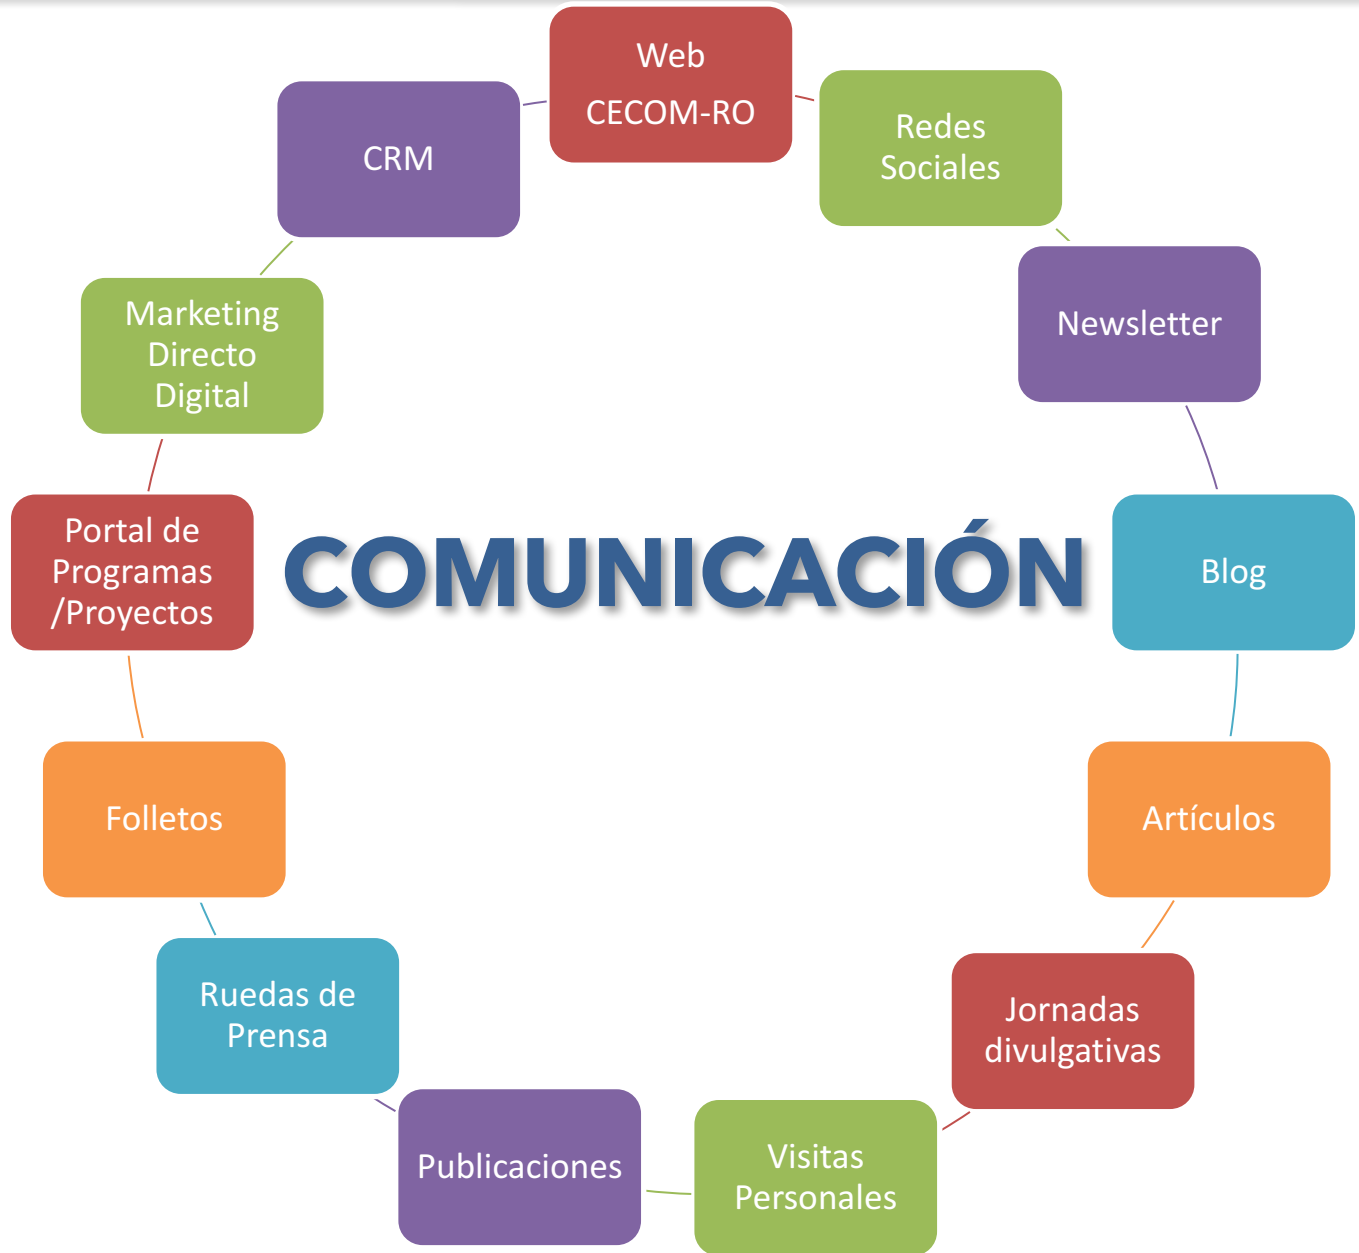 Web
CECOM-RO
Redes
Sociales
Newsletter
Blog
Artículos
Jornadas
divulgativas
Visitas
Personales
Publicaciones
Ruedas de
Prensa
Folletos
Portal de
Programas
/Proyectos
Marketing
Directo
Digital
CRM
COMUNICACIÓN